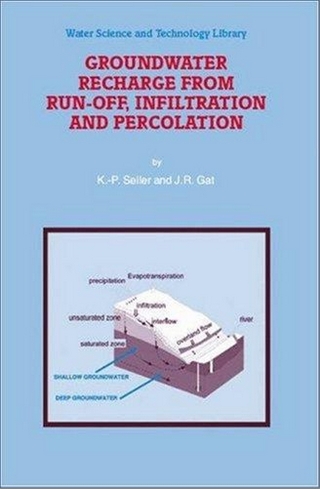 Water Science and Technology Library
GROUNDWATER
RECHARGE FROM
RUN-OFF, INFILTRATION
AND PERCOLATION
by
K.-P. Seiler and J.R. Gat
precipitation Evapotranspiration
infiltration
unsaturated zone
interflow
overland flow
river
saturated zone
SHALLOW GROUNDWATER
DEEP GROUNDWATER